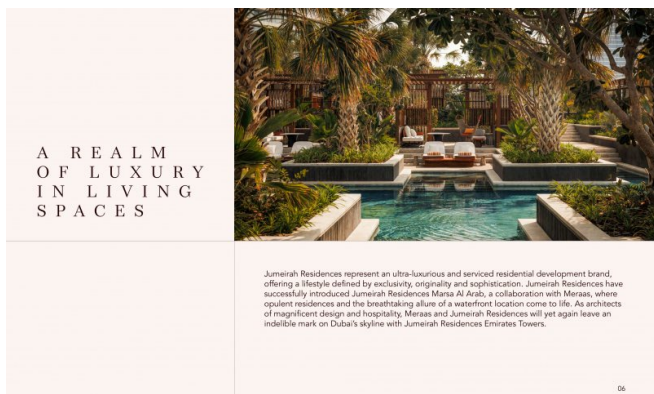 A REALM
OF LUXURY
IN LIVING
SPACES
Jumeirah Residences represent an ultra-luxurious and serviced residential development brand,
offering a lifestyle defined by exclusivity, originality and sophistication. Jumeirah Residences have
successfully introduced Jumeirah Residences Marsa Al Arab, a collaboration with Meraas, where
opulent residences and the breathtaking allure of a waterfront location come to life. As architects
of magnificent design and hospitality, Meraas and Jumeirah Residences will yet again leave an
indelible mark on Dubai's skyline with Jumeirah Residences Emirates Towers.
06